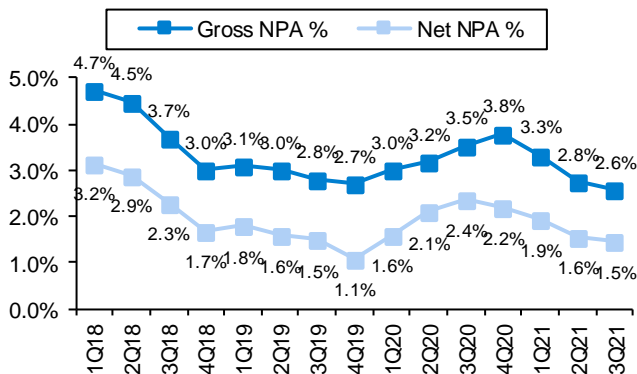 Gross NPA % Net NPA %
5.0%
4.0%
3.0%
2.0%
1.0%
0.0%
4.7% 4.5% 3.7% 3.0% 3.1% 3.0% 2.8% 2.7% 3.0% 3.2% 3.5% 3.8% 3.3% 2.8% 2.6%
3.2% 2.9% 2.3% 1.7% 1.8% 1.6% 1.5% 1.1% 1.6% 2.1% 2.4% 2.2% 1.9% 1.6% 1.5%
1Q18 2Q18 3Q18 4Q18 1Q19 2Q19 3Q19 4Q19 1Q20 2Q20 3Q20 4Q20 1Q21 2Q21 3Q21